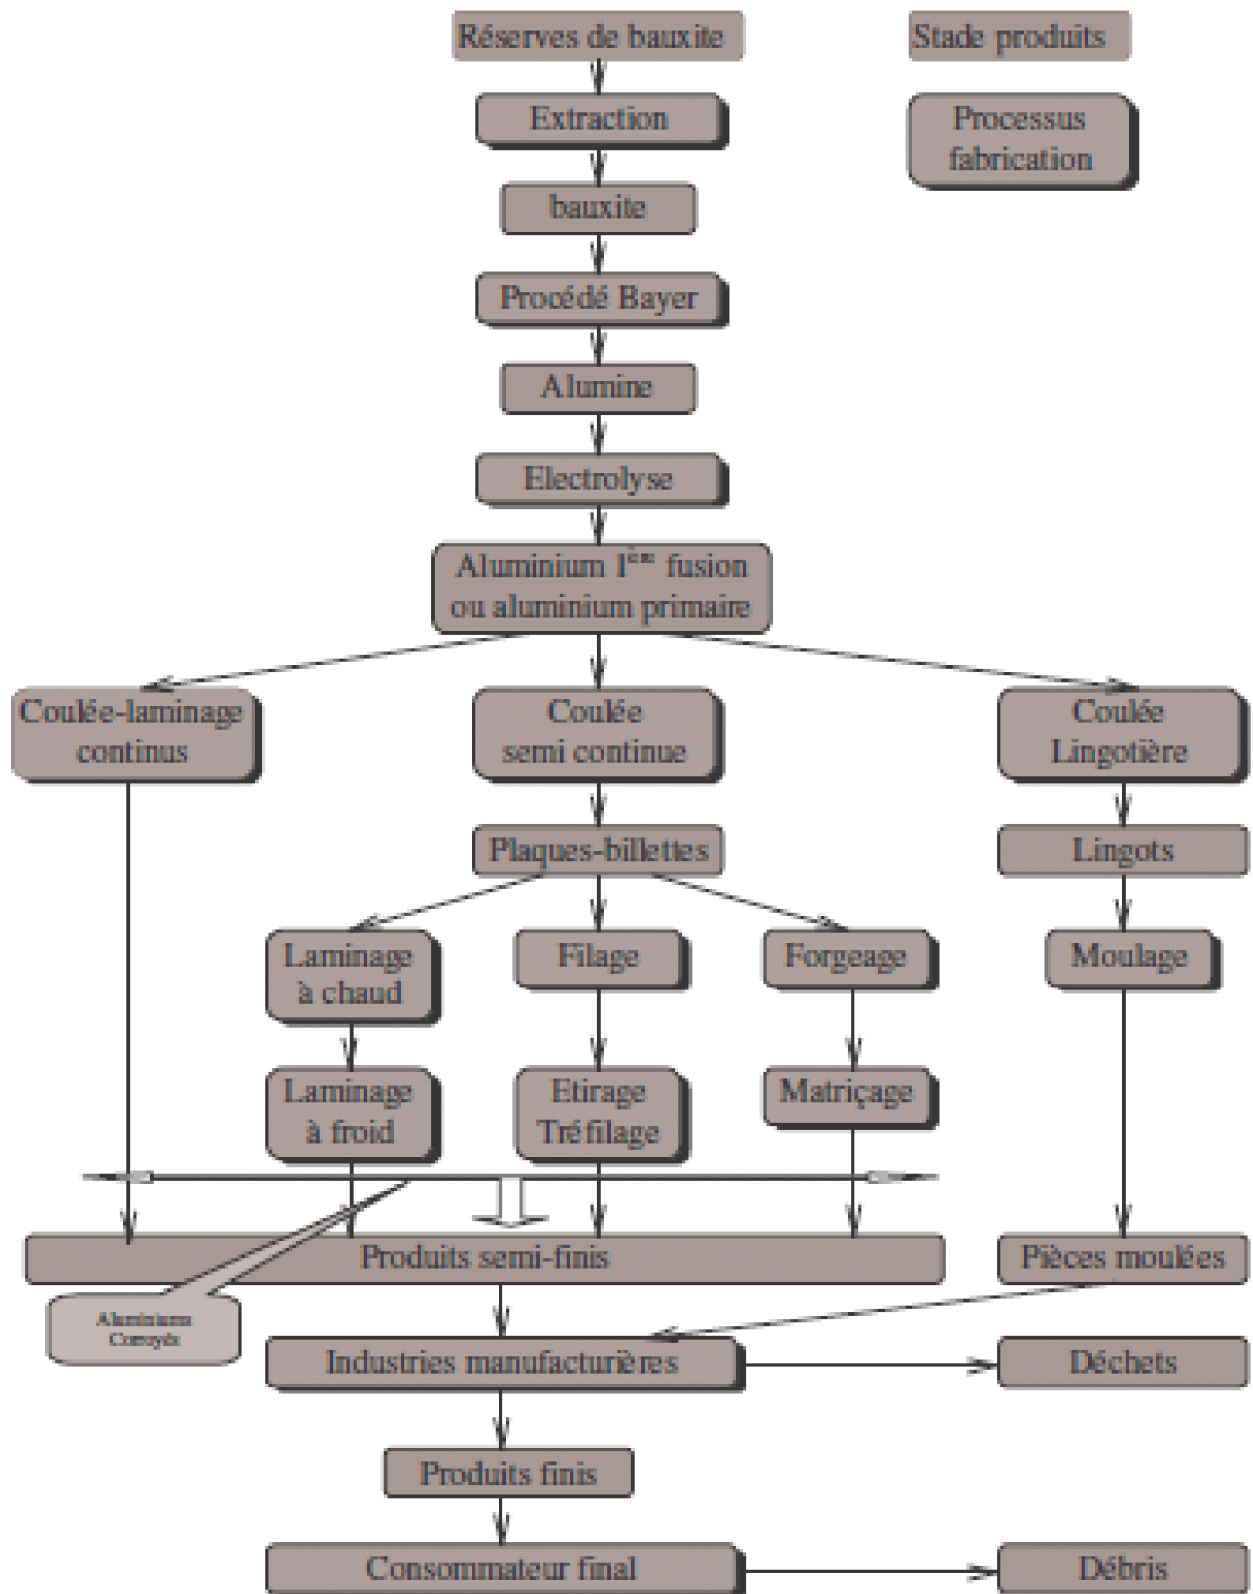 Réserves de bauxite
Stade produits
Extraction
Processus
fabrication
bauxite
Procédé Bayer
Alumine
Electrolyse
Aluminium 1ère fusion
ou aluminium primaire
Coulée-laminage
continus
Coulée
semi continue
Coulée
Lingotière
Plaques-billettes
Lingots
Laminage
à chaud
Filage
Forgeage
Moulage
Laminage
à froid
Etirage
Tréfilage
Matriçage
Produits semi-finis
Pièces moulées
Aluminiums
Corroyés
Industries manufacturières
Déchets
Produits finis
Consommateur final
Débris